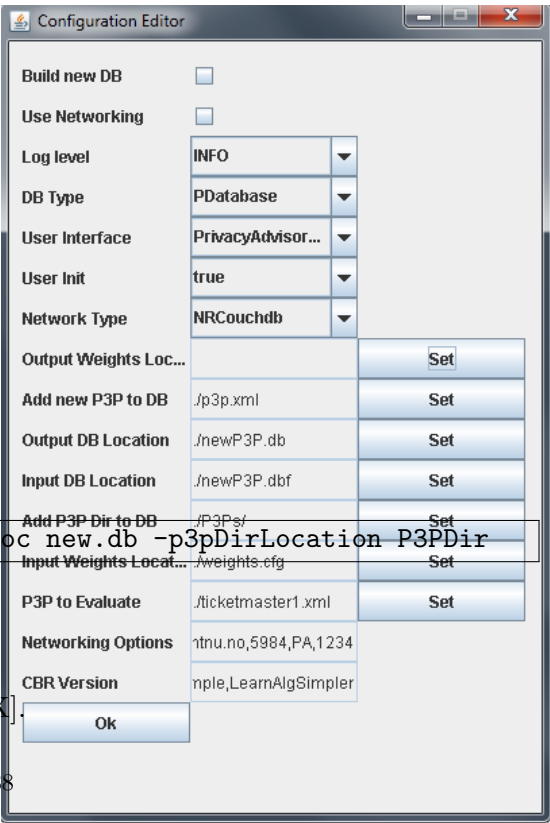 Configuration Editor
Build new DB
Use Networking
Log level INFO
DB Type PDatabase
User Interface PrivacyAdvisor...
User Init true
Network Type NRCouchdb
Output Weights Loc... Set
Add new P3P to DB ./p3p.xml Set
Output DB Location ./newP3P.db Set
Input DB Location ./newP3P.dbf Set
Add P3P Dir to DB ./P3Ps/ Set
oc new.db -p3pDirLocation P3PDir
Input Weights Locat... ./weights.cfg Set
P3P to Evaluate ./ticketmaster1.xml Set
Networking Options ntnu.no,5984,PA,1234
CBR Version mple,LearnAlgSimpler
].
Ok
8